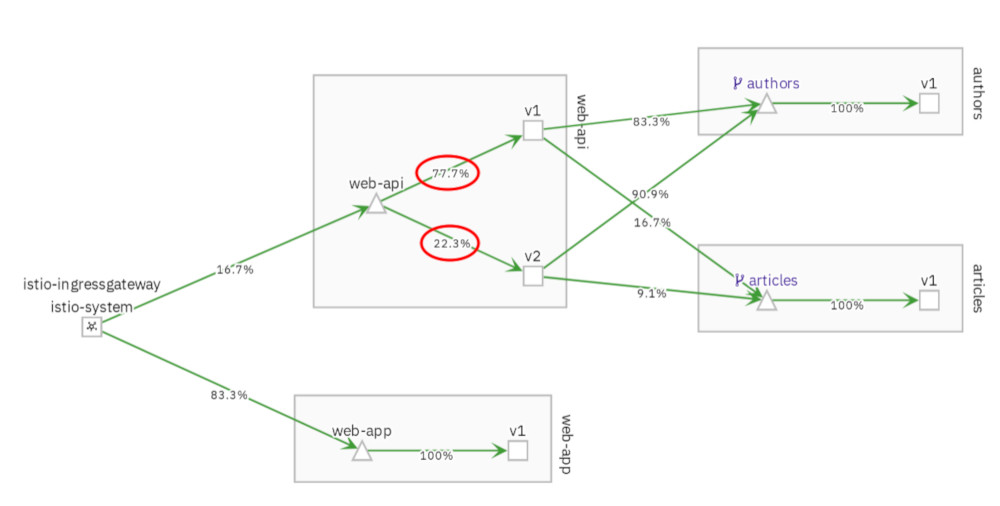 authors
v1
authors
100%
v1
web-api
83.3%
77.7%
web-api
90.9%
16.7%
22.3%
v2
16.7%
9.1%
articles
v1
articles
100%
istio-ingressgateway
istio-system
83.3%
web-app
v1
web-app
100%